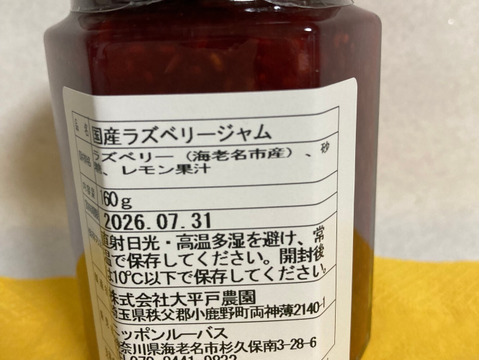 国産ラズベリージャム
ラズベリー（海老名市産）、砂
、レモン果汁
160g
2026.07.31
直射日光・高温多湿を避け、常
温で保存してください。開封後
は10℃以下で保存してください。
株式会社大平戸農園
埼玉県秩父郡小鹿野町両神薄2140-1
ニッポンルーバス
神奈川県海老名市杉久保南3-28-6